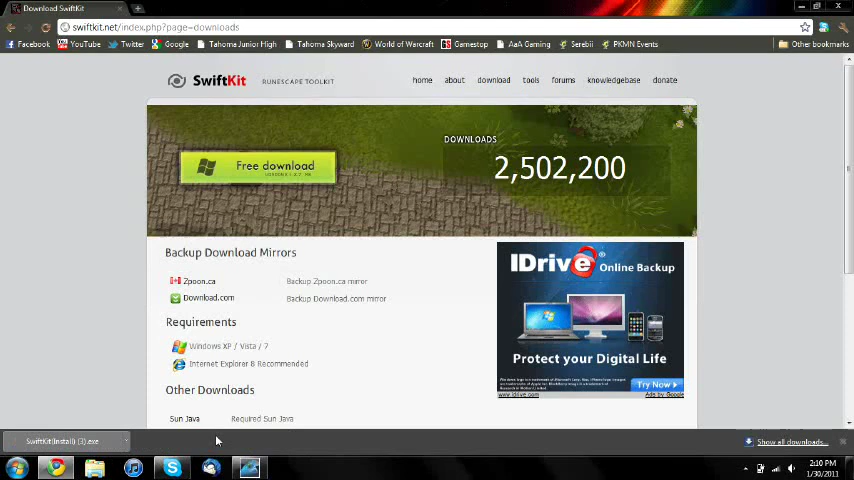 Download SwiftKit
swiftkit.net/index.php?page=downloads
Facebook YouTube Twitter Google Tahoma Junior High Tahoma Skyward World of Warcraft Gamestop AaA Gaming Serebii PKMN Events Other bookmarks
SwiftKit RUNESCAPE TOOLKIT
home about download tools forums knowledgebase donate
Free download
DOWNLOADS
2,502,200
Backup Download Mirrors
Zpoon.ca Backup Zpoon.ca mirror
Download.com Backup Download.com mirror
Requirements
Windows XP / Vista / 7
Internet Explorer 8 Recommended
Other Downloads
Sun Java Required Sun Java
IDrive Online Backup
Protect your Digital Life
Try Now
www.idrive.com Ads by Google
SwiftKit(Install) (3).exe
Show all downloads...
2:10 PM
1/30/2011